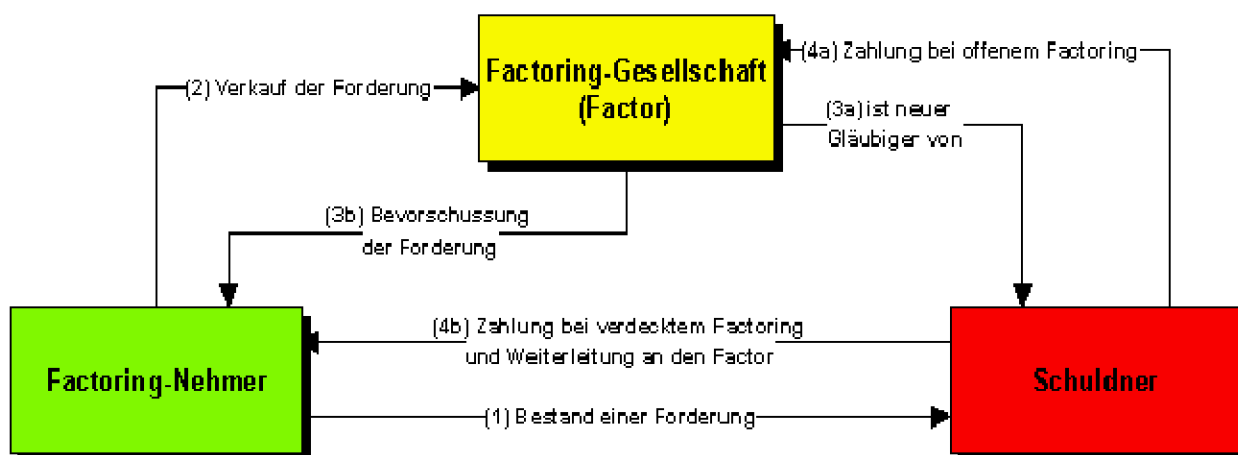 (4a) Zahlung bei offenem Factoring
Factoring-Gesellschaft
(Factor)
(2) Verkauf der Forderung
(3a) ist neuer
Gläubiger von
(3b) Bevorschussung
der Forderung
(4b) Zahlung bei verdecktem Factoring
und Weiterleitung an den Factor
Factoring-Nehmer
Schuldner
(1) Bestand einer Forderung